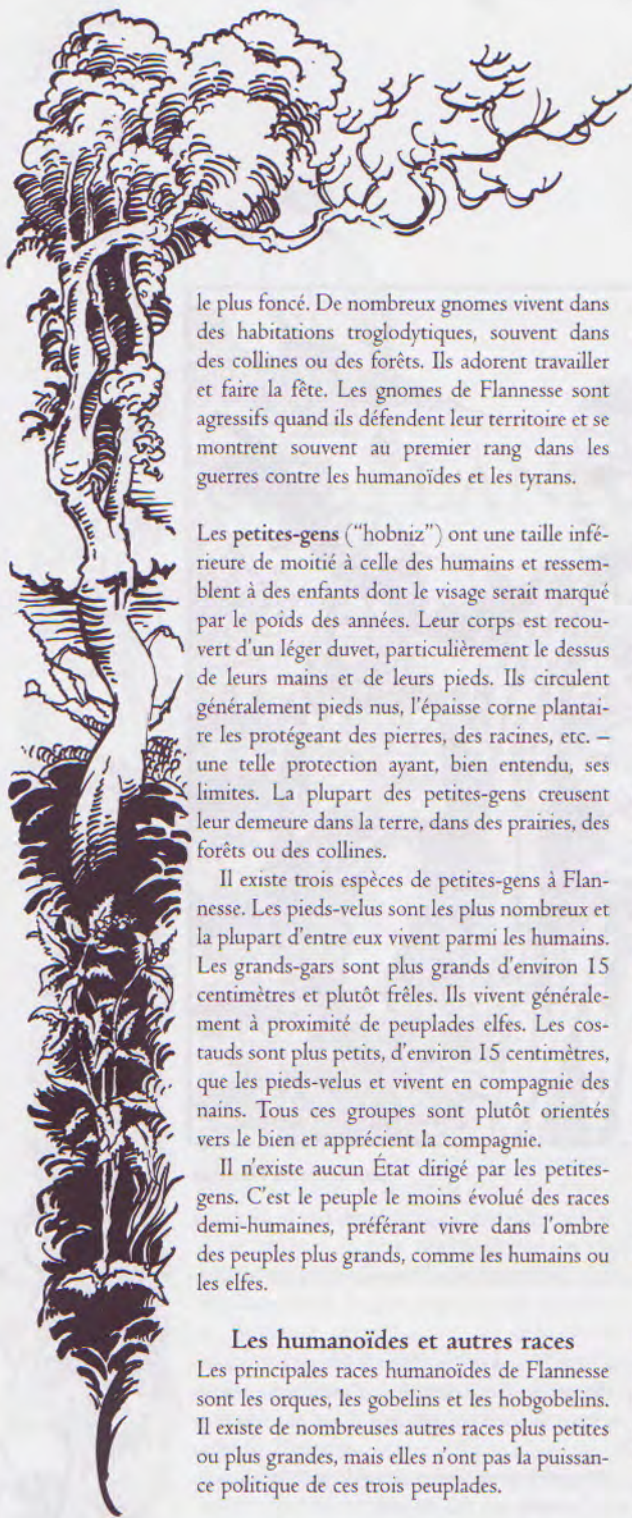 le plus foncé. De nombreux gnomes vivent dans
des habitations troglodytiques, souvent dans
des collines ou des forêts. Ils adorent travailler
et faire la fête. Les gnomes de Flannesse sont
agressifs quand ils défendent leur territoire et se
montrent souvent au premier rang dans les
guerres contre les humanoïdes et les tyrans.
Les petites-gens ("hobniz") ont une taille infé-
rieure de moitié à celle des humains et ressem-
blent à des enfants dont le visage serait marqué
par le poids des années. Leur corps est recou-
vert d'un léger duvet, particulièrement le dessus
de leurs mains et de leurs pieds. Ils circulent
généralement pieds nus, l'épaisse corne plantai-
re les protégeant des pierres, des racines, etc. –
une telle protection ayant, bien entendu, ses
limites. La plupart des petites-gens creusent
leur demeure dans la terre, dans des prairies, des
forêts ou des collines.
Il existe trois espèces de petites-gens à Flan-
nesse. Les pieds-velus sont les plus nombreux et
la plupart d'entre eux vivent parmi les humains.
Les grands-gars sont plus grands d'environ 15
centimètres et plutôt frêles. Ils vivent générale-
ment à proximité de peuplades elfes. Les cos-
tauds sont plus petits, d'environ 15 centimètres,
que les pieds-velus et vivent en compagnie des
nains. Tous ces groupes sont plutôt orientés
vers le bien et apprécient la compagnie.
Il n'existe aucun État dirigé par les petites-
gens. C'est le peuple le moins évolué des races
demi-humaines, préférant vivre dans l'ombre
des peuples plus grands, comme les humains ou
les elfes.
Les humanoïdes et autres races
Les principales races humanoïdes de Flannesse
sont les orques, les gobelins et les hobgobelins.
Il existe de nombreuses autres races plus petites
ou plus grandes, mais elles n'ont pas la puissan-
ce politique de ces trois peuplades.